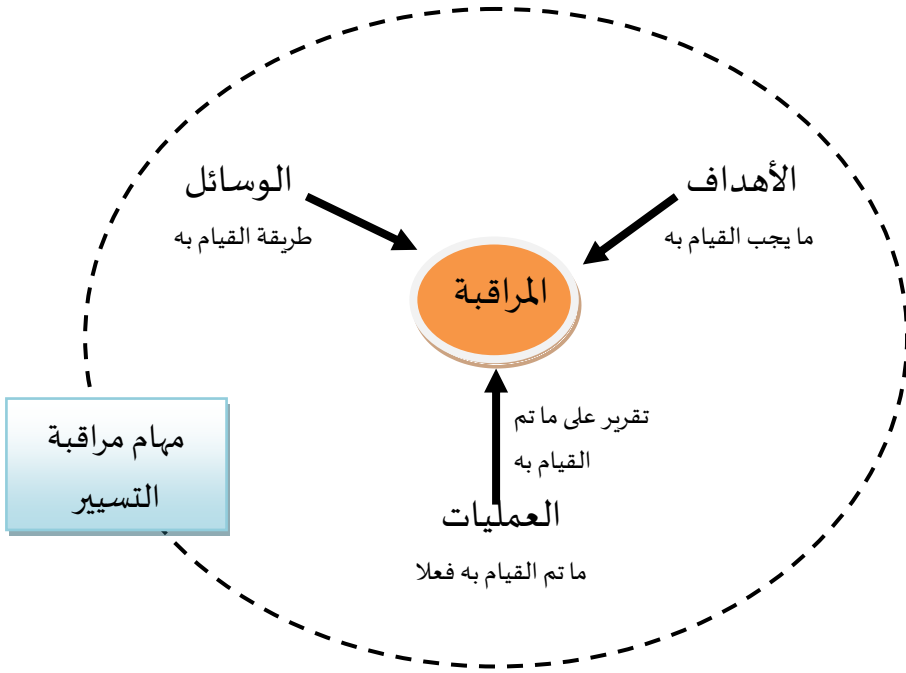 الأهداف
ما يجب القيام به
الوسائل
طريقة القيام به
المراقبة
تقرير على ما تم
القيام به
العمليات
ما تم القيام به فعلا
مهام مراقبة
التسيير